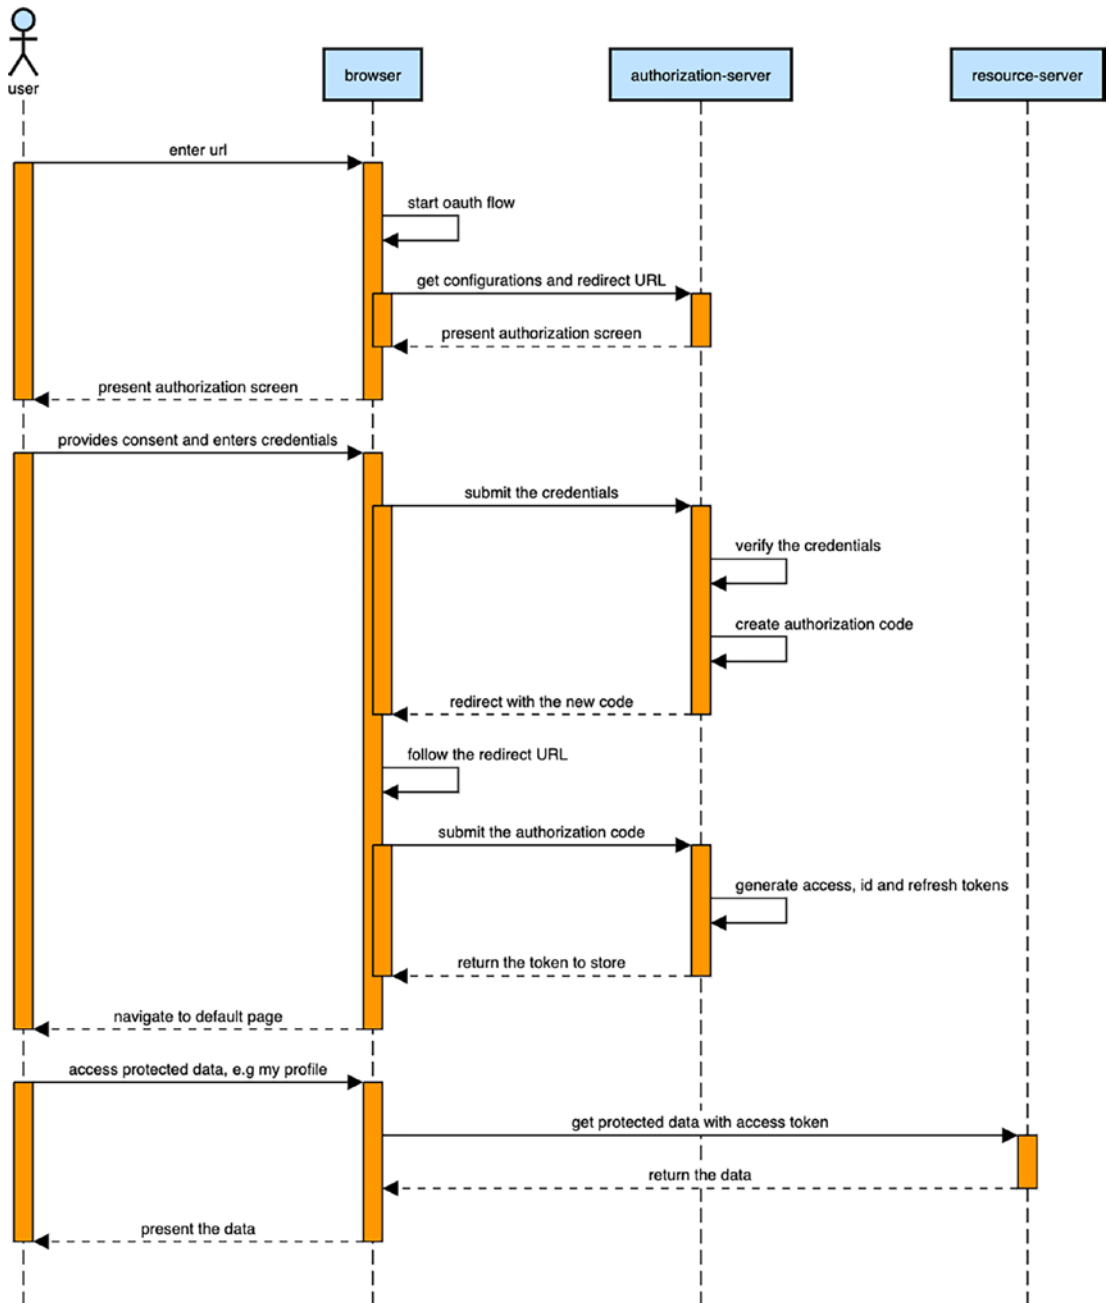 user
browser
authorization-server
resource-server
enter url
start oauth flow
get configurations and redirect URL
present authorization screen
present authorization screen
provides consent and enters credentials
submit the credentials
verify the credentials
create authorization code
redirect with the new code
follow the redirect URL
submit the authorization code
generate access, id and refresh tokens
return the token to store
navigate to default page
access protected data, e.g my profile
get protected data with access token
return the data
present the data